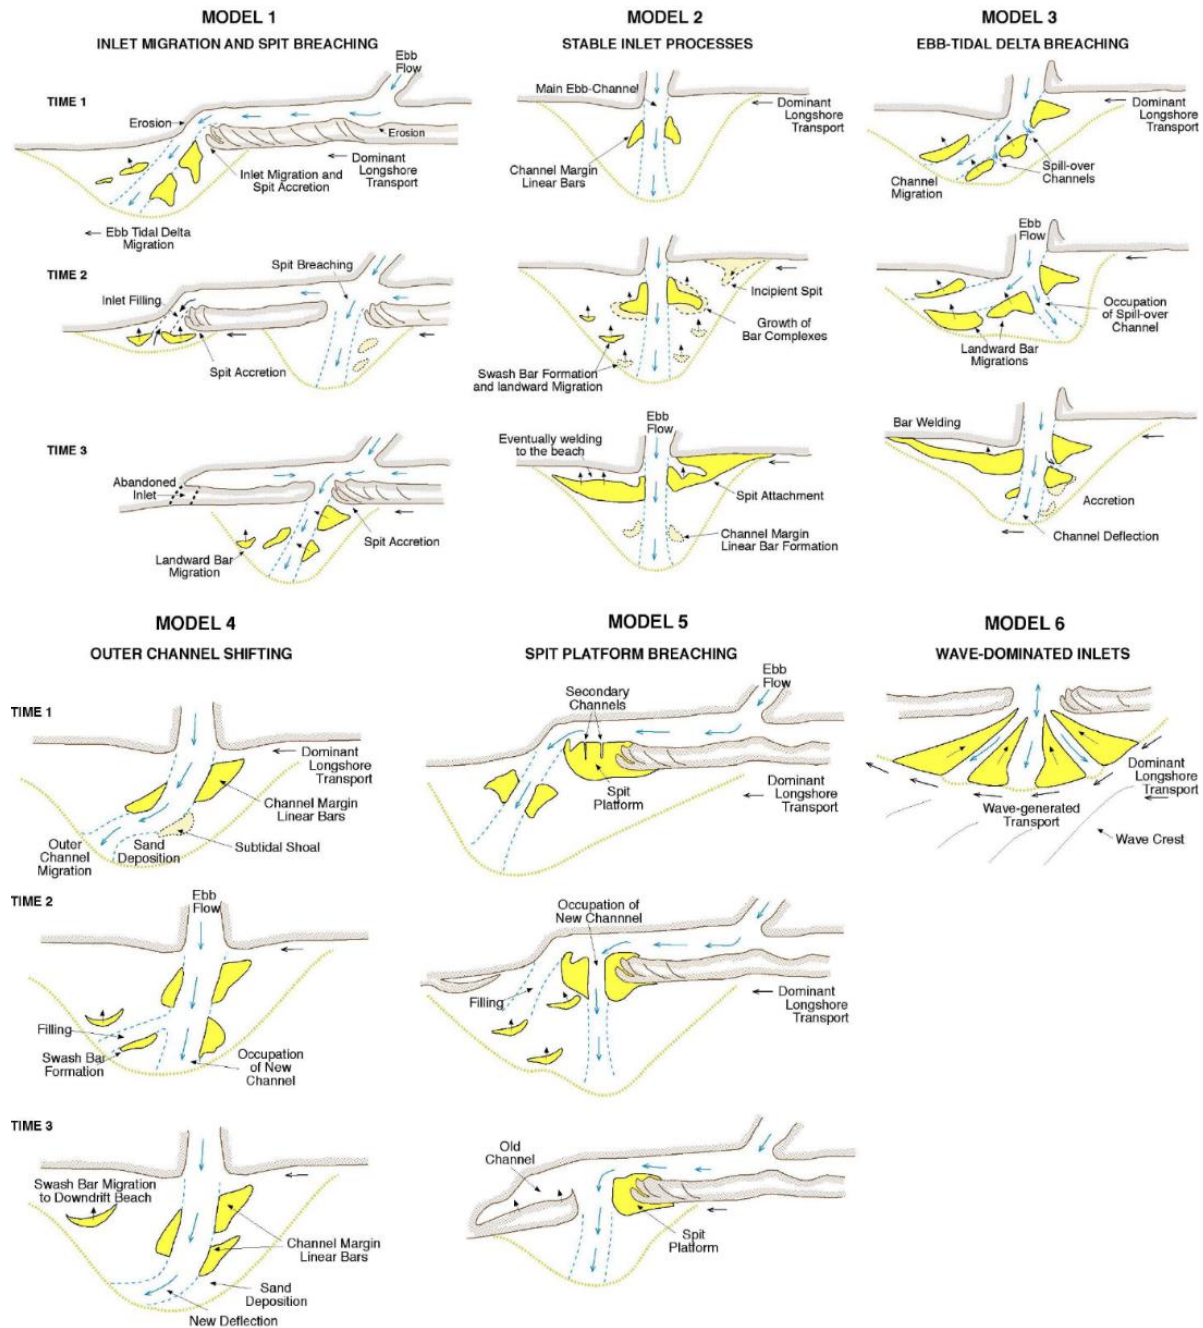 MODEL 1
INLET MIGRATION AND SPIT BREACHING
TIME 1
Ebb
Flow
Erosion
Erosion
Inlet Migration and
Spit Accretion
Dominant
Longshore
Transport
Ebb Tidal Delta
Migration
TIME 2
Spit Breaching
Inlet Filling
Spit Accretion
TIME 3
Abandoned
Inlet
Spit Accretion
Landward Bar
Migration
MODEL 2
STABLE INLET PROCESSES
Main Ebb-Channel
Dominant
Longshore
Transport
Channel Margin
Linear Bars
Incipient Spit
Growth of
Bar Complexes
Swash Bar Formation
and landward Migration
Ebb
Flow
Eventually welding
to the beach
Spit Attachment
Channel Margin
Linear Bar Formation
MODEL 3
EBB-TIDAL DELTA BREACHING
Dominant
Longshore
Transport
Spill-over
Channels
Channel
Migration
Ebb
Flow
Occupation
of Spill-over
Channel
Landward Bar
Migrations
Bar Welding
Accretion
Channel Deflection
MODEL 4
OUTER CHANNEL SHIFTING
TIME 1
Dominant
Longshore
Transport
Channel Margin
Linear Bars
Outer
Channel
Migration
Sand
Deposition
Subtidal Shoal
TIME 2
Ebb
Flow
Filling
Swash Bar
Formation
Occupation
of New
Channel
TIME 3
Swash Bar Migration
to Downdrift Beach
Channel Margin
Linear Bars
Sand
Deposition
New Deflection
MODEL 5
SPIT PLATFORM BREACHING
Ebb
Flow
Secondary
Channels
Spit
Platform
Dominant
Longshore
Transport
Occupation of
New Channnel
Filling
Dominant
Longshore
Transport
Old
Channel
Spit
Platform
MODEL 6
WAVE-DOMINATED INLETS
Dominant
Longshore
Transport
Wave-generated
Transport
Wave Crest